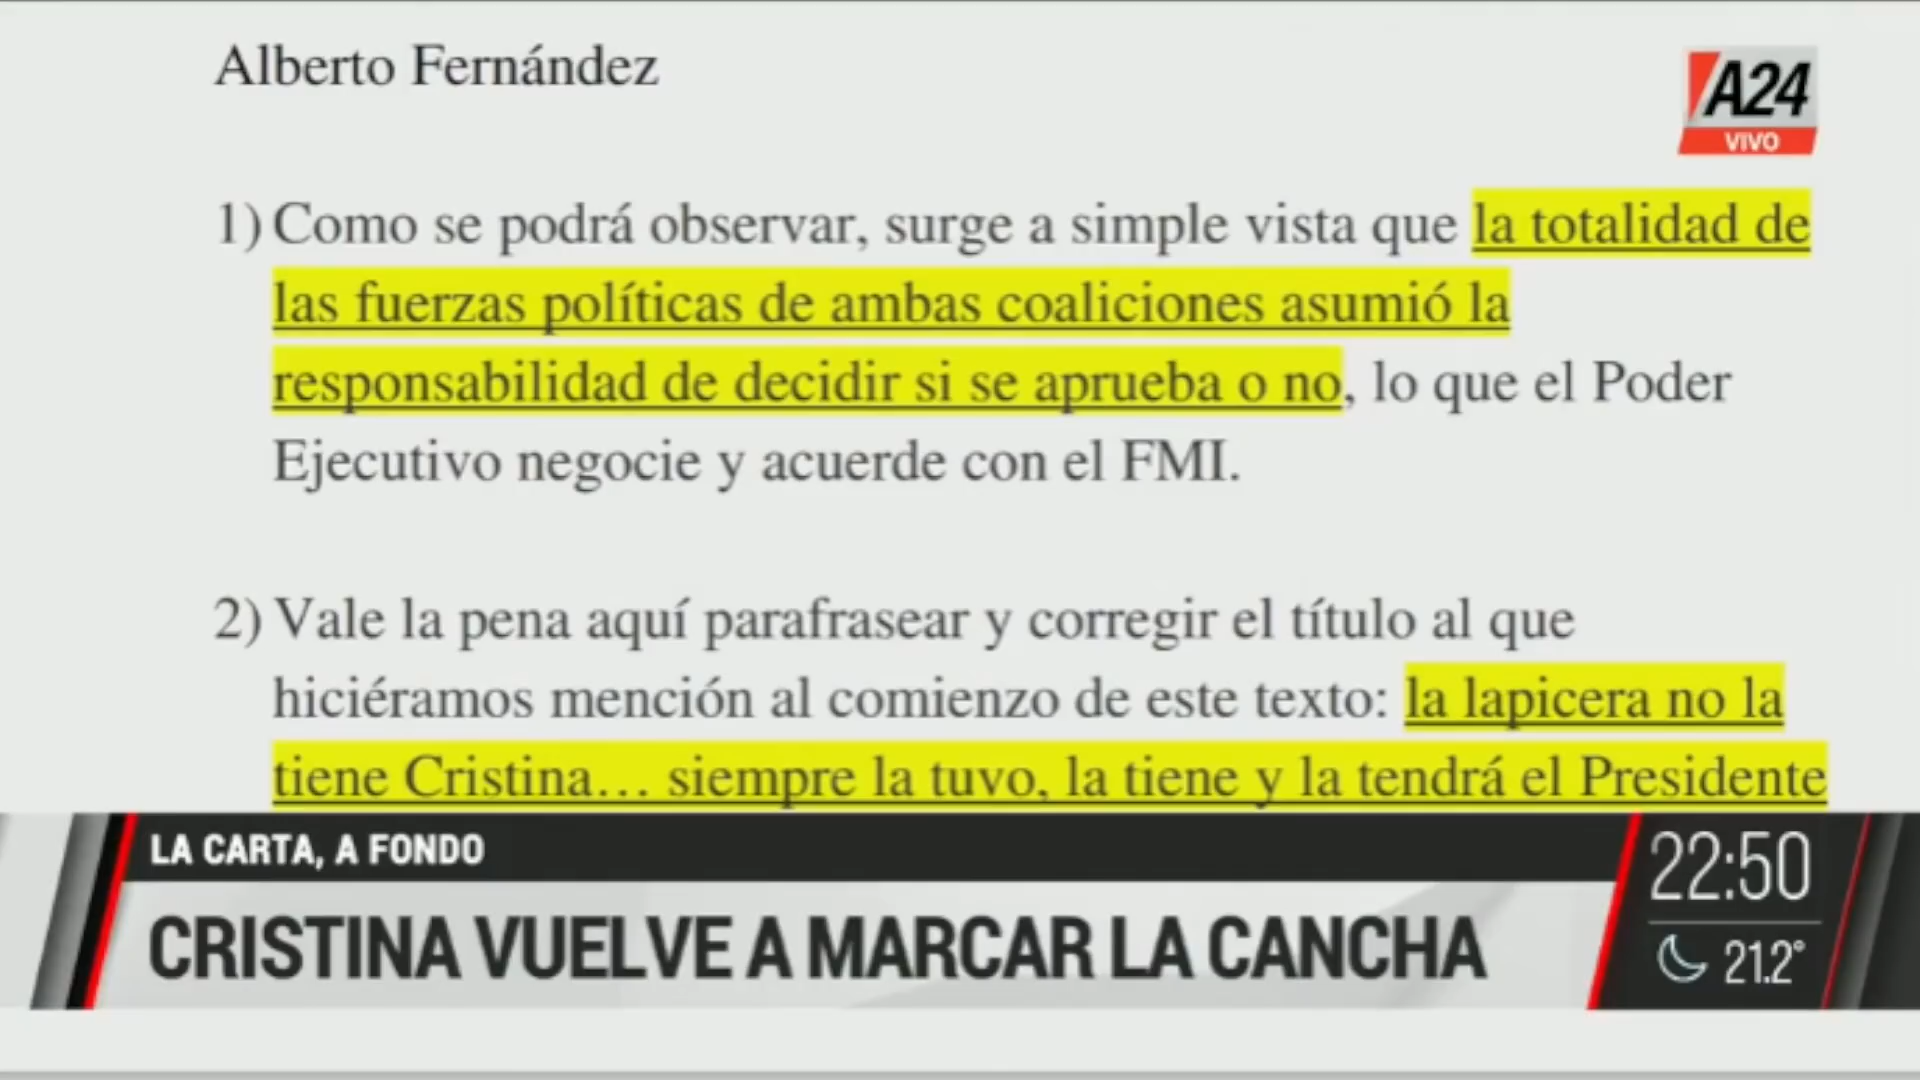 Alberto Fernández
A24
VIVO
1) Como se podrá observar, surge a simple vista que la totalidad de
las fuerzas políticas de ambas coaliciones asumió la
responsabilidad de decidir si se aprueba o no, lo que el Poder
Ejecutivo negocie y acuerde con el FMI.
2) Vale la pena aquí parafrasear y corregir el título al que
hiciéramos mención al comienzo de este texto: la lapicera no la
tiene Cristina... siempre la tuvo, la tiene y la tendrá el Presidente
LA CARTA, A FONDO
CRISTINA VUELVE A MARCAR LA CANCHA
22:50
21.2°